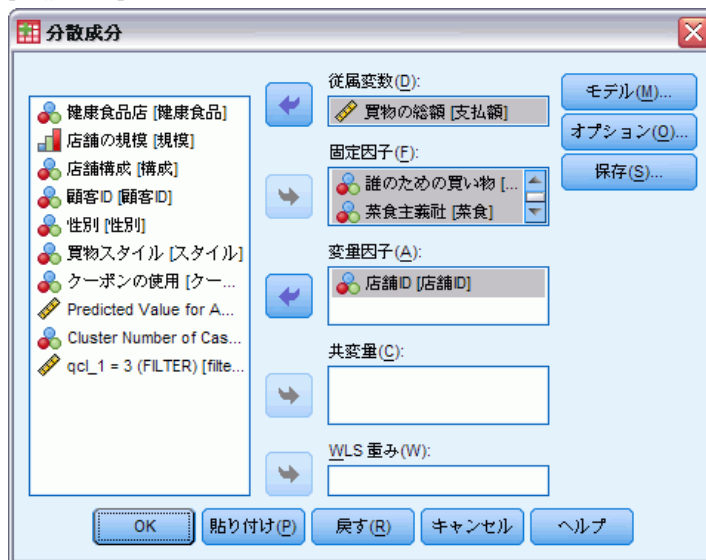 分散成分
健康食品店 [健康食品]
店舗の規模 [規模]
店舗構成 [構成]
顧客ID [顧客ID]
性別 [性別]
買物スタイル [スタイル]
クーポンの使用 [クー...
Predicted Value for A...
Cluster Number of Cas...
qcl_1 = 3 (FILTER) [filte...
従属変数(D):
買物の総額 [支払額]
固定因子(F):
誰のための買い物 [...
菜食主義社 [菜食]
変量因子(A):
店舗ID [店舗ID]
共変量(C):
WLS 重み(W):
モデル(M)...
オプション(O)...
保存(S)...
OK
貼り付け(P)
戻す(R)
キャンセル
ヘルプ